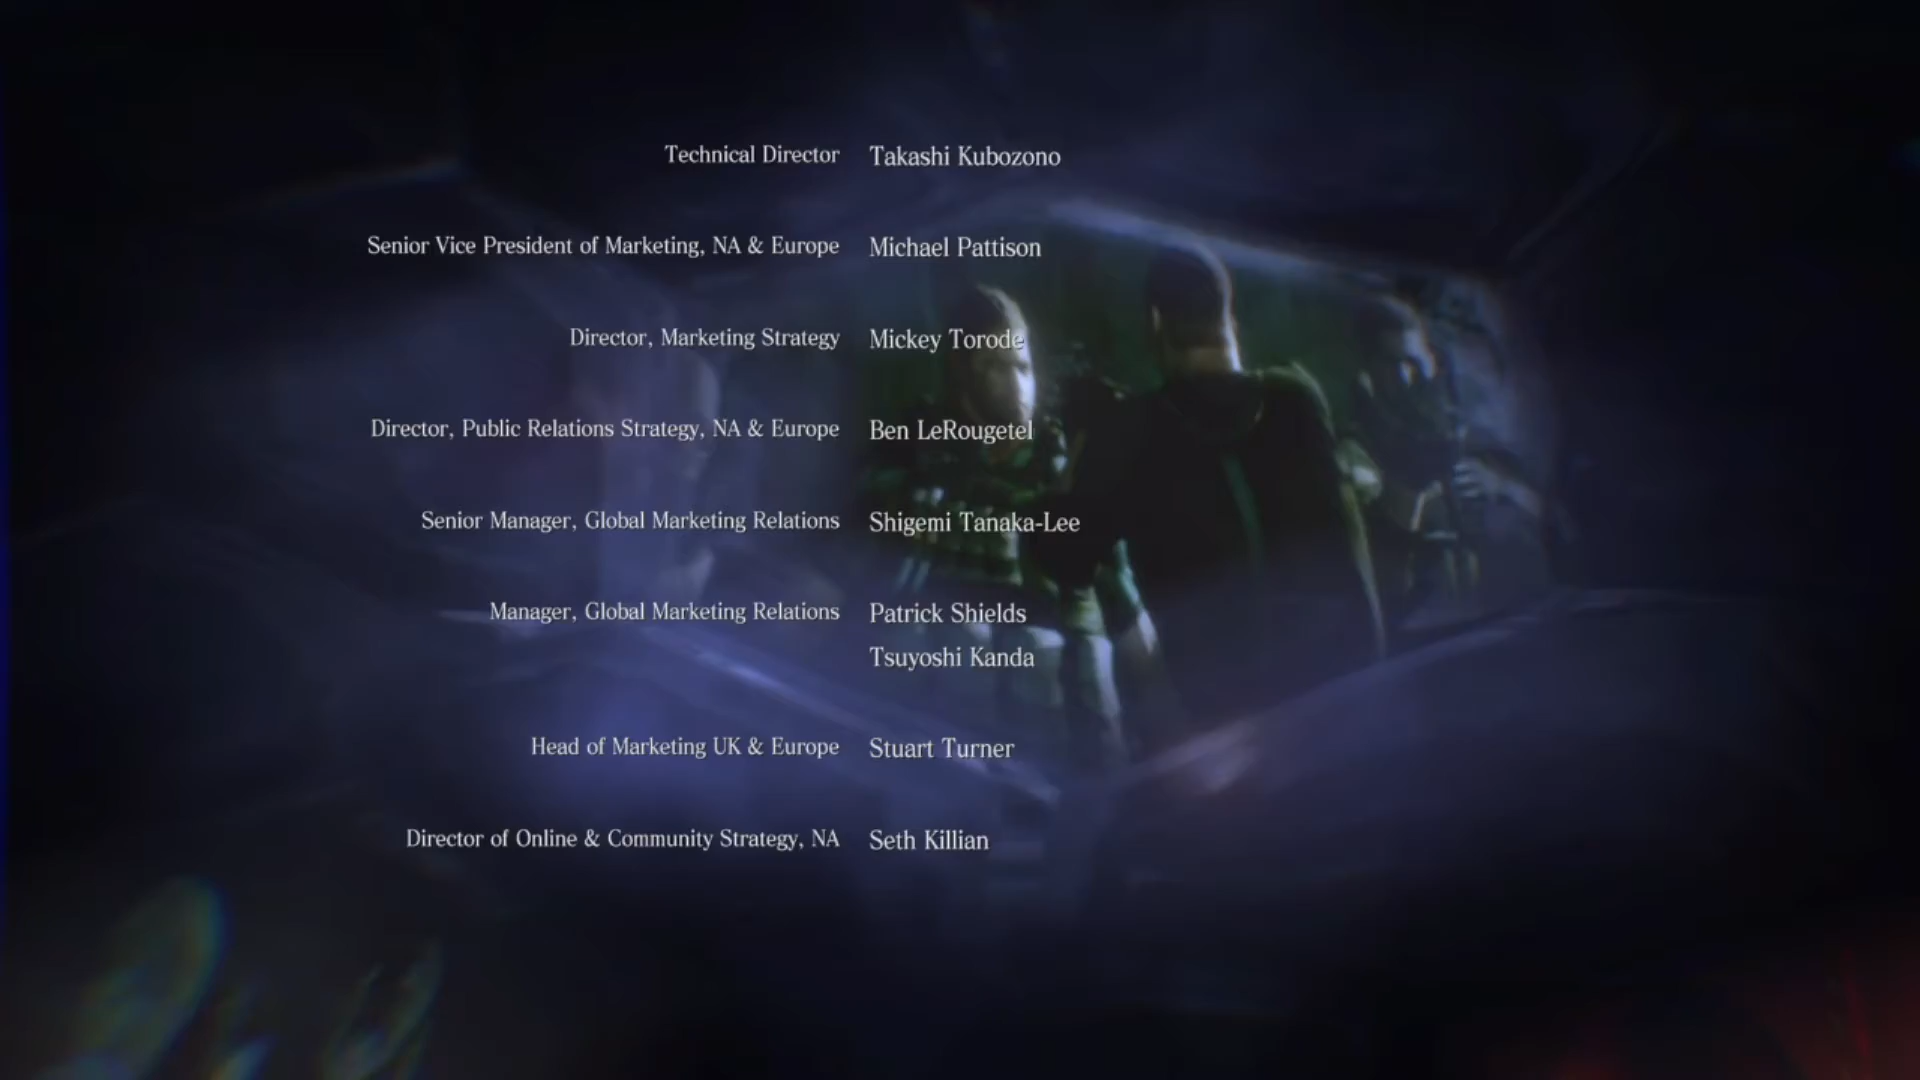 Technical Director Takashi Kubozono
Senior Vice President of Marketing, NA & Europe Michael Pattison
Director, Marketing Strategy Mickey Torode
Director, Public Relations Strategy, NA & Europe Ben LeRougetel
Senior Manager, Global Marketing Relations Shigemi Tanaka-Lee
Manager, Global Marketing Relations Patrick Shields
Tsuyoshi Kanda
Head of Marketing UK & Europe Stuart Turner
Director of Online & Community Strategy, NA Seth Killian